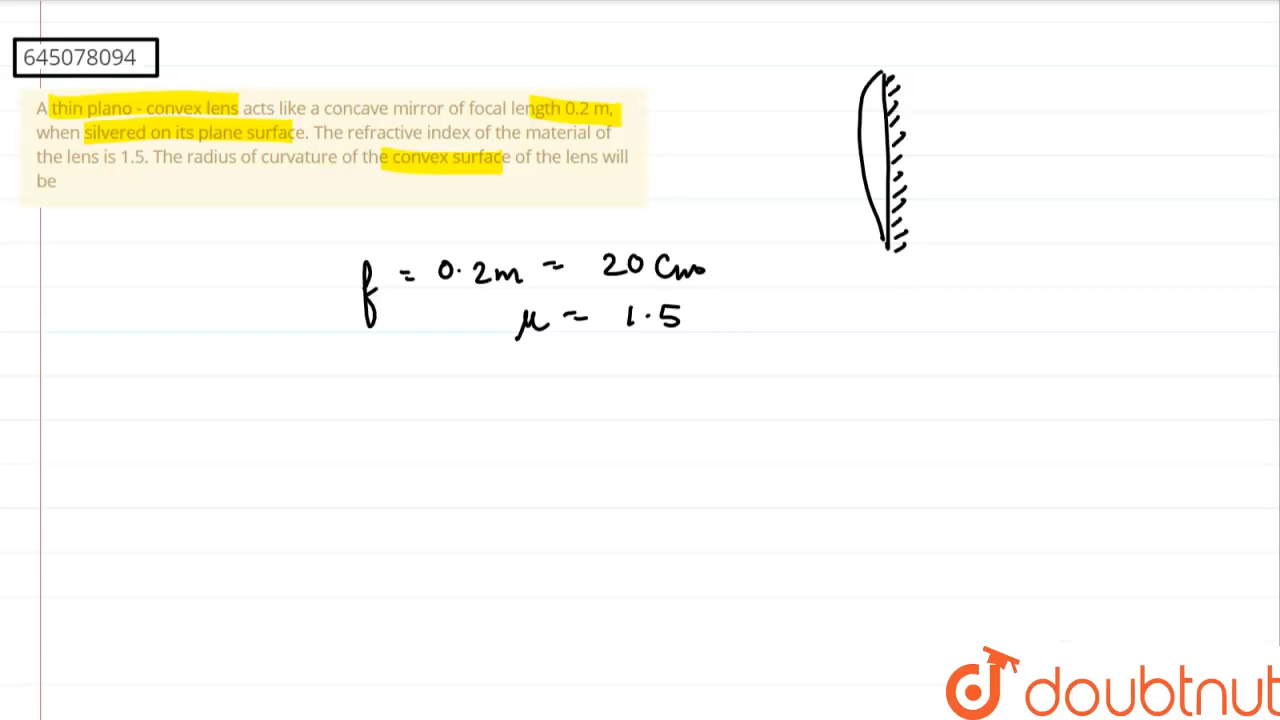 645078094
A thin plano - convex lens acts like a concave mirror of focal length 0.2 m,
when silvered on its plane surface. The refractive index of the material of
the lens is 1.5. The radius of curvature of the convex surface of the lens will
be
f = 0.2m = 20 Cm
μ = 1.5
doubtnut